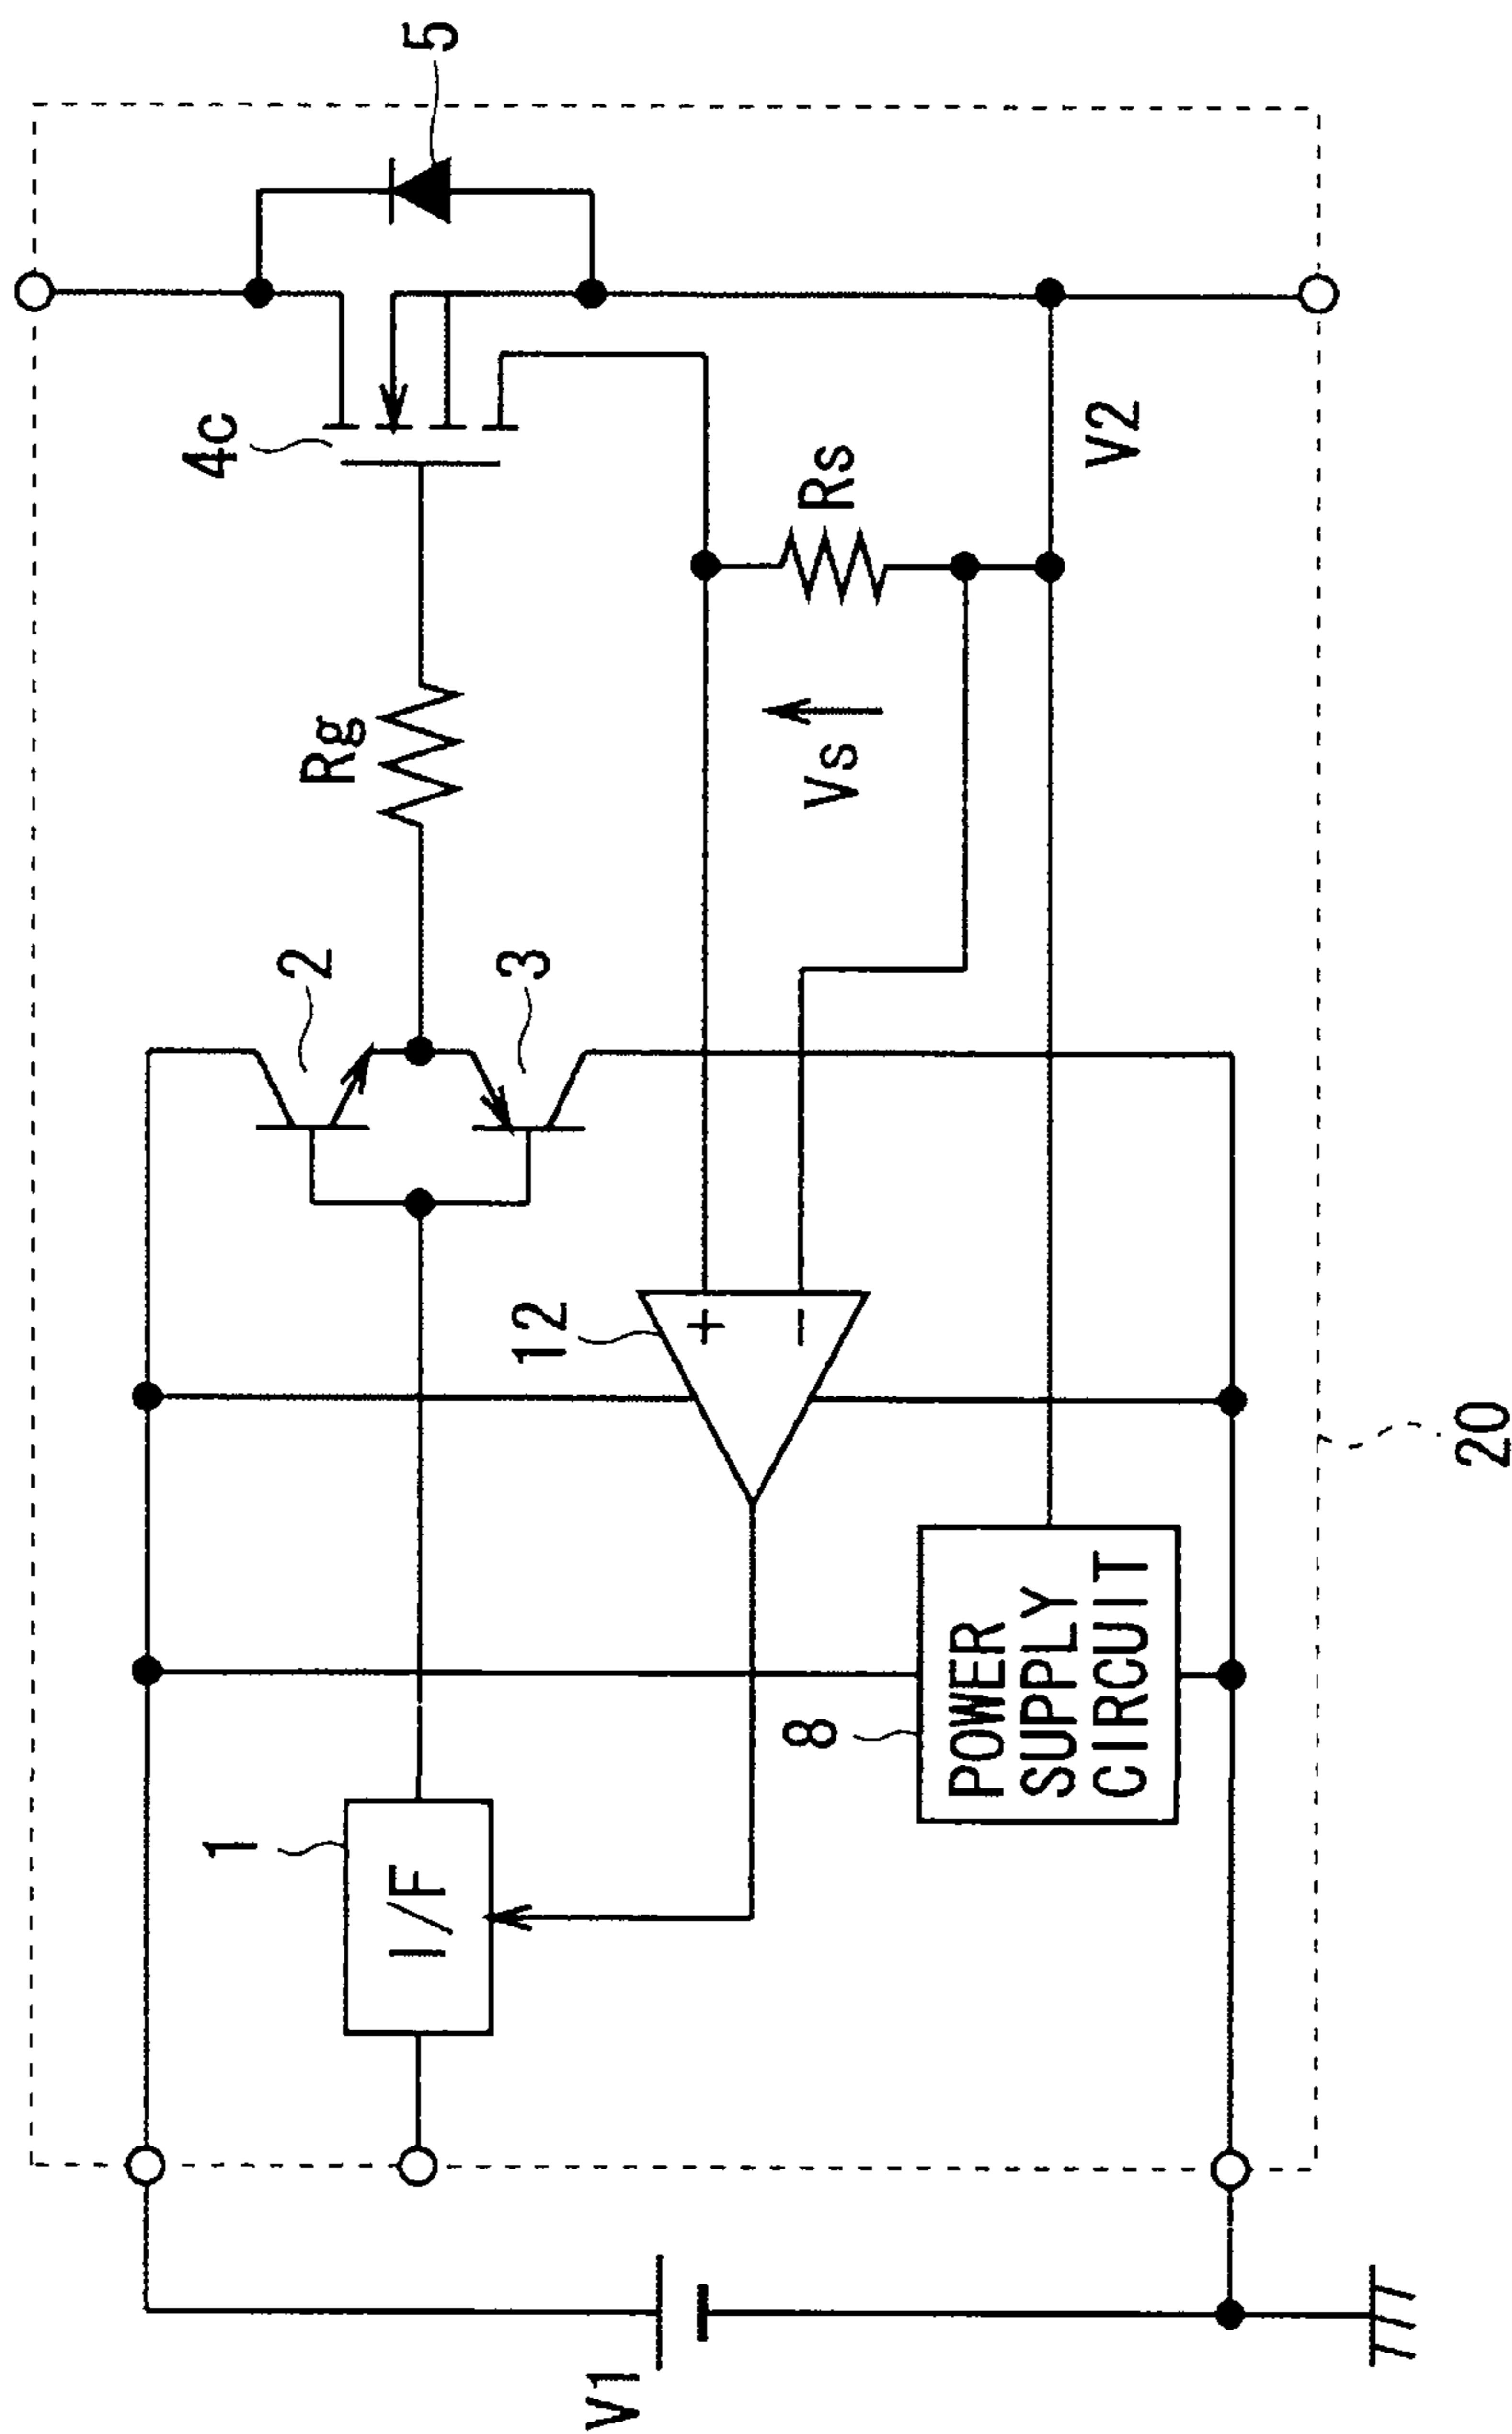 5
4c
Rg
Rs
Vs
V2
2
3
12
+
−
1
I/F
8
POWER
SUPPLY
CIRCUIT
20
V1